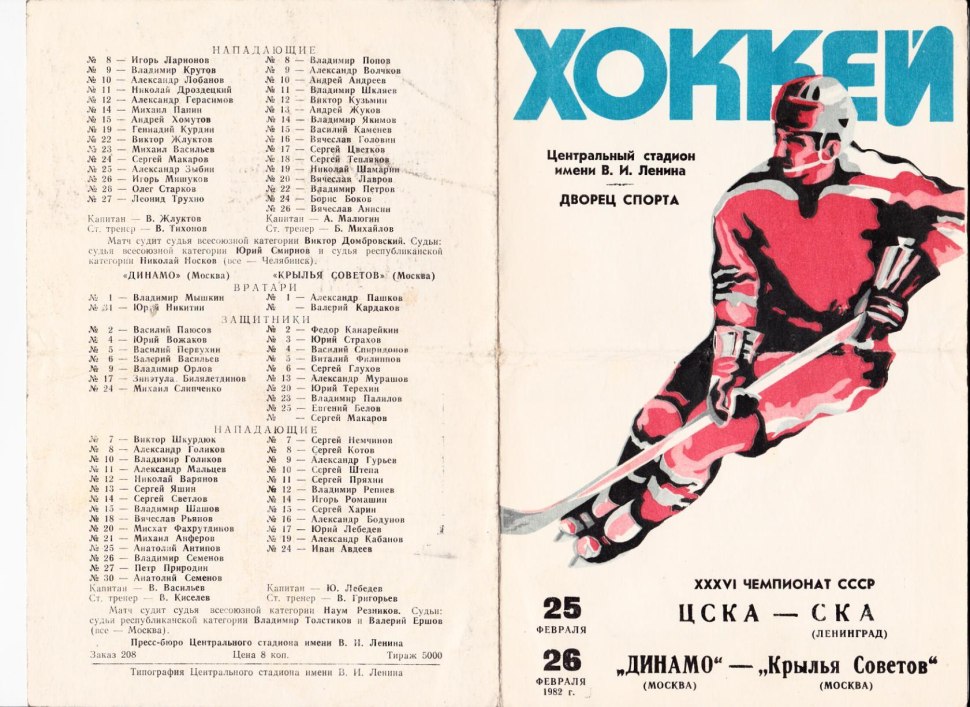 НАПАДАЮЩИЕ
№ 8 — Игорь Ларионов № 8 — Владимир Попов
№ 9 — Владимир Крутов № 9 — Александр Волчков
№ 10 — Александр Лобанов № 10 — Андрей Андреев
№ 11 — Николай Дроздецкий № 11 — Владимир Шкляев
№ 12 — Александр Герасимов № 12 — Виктор Кузьмин
№ 14 — Михаил Панин № 13 — Андрей Жуков
№ 15 — Андрей Хомутов № 14 — Владимир Якимов
№ 19 — Геннадий Курдин № 15 — Василий Каменев
№ 22 — Виктор Жлуктов № 16 — Вячеслав Головин
№ 23 — Михаил Васильев № 17 — Сергей Цветков
№ 24 — Сергей Макаров № 18 — Сергей Тепляков
№ 25 — Александр Зыбин № 19 — Николай Шамарин
№ 26 — Игорь Мишуков № 20 — Вячеслав Лавров
№ 26 — Олег Старков № 22 — Владимир Петров
№ 27 — Леонид Трухно № 24 — Борис Боков
№ 26 — Вячеслав Анисин
Капитан — В. Жлуктов Капитан — А. Малюгин
Ст. тренер — В. Тихонов Ст. тренер — Б. Михайлов
Матч судит судья всесоюзной категории Виктор Домбровский. Судьи:
судья всесоюзной категории Юрий Смирнов и судья республиканской
категории Николай Носков (все — Челябинск).
«ДИНАМО» (Москва) «КРЫЛЬЯ СОВЕТОВ» (Москва)
ВРАТАРИ
№ 1 — Владимир Мышкин № 1 — Александр Пашков
№ 31 — Юрий Никитин № — Валерий Кардаков
ЗАЩИТНИКИ
№ 2 — Василий Паюсов № 2 — Федор Канарейкин
№ 4 — Юрий Вожаков № 3 — Юрий Страхов
№ 5 — Василий Первухин № 4 — Василий Спиридонов
№ 6 — Валерий Васильев № 5 — Виталий Филиппов
№ 9 — Владимир Орлов № 6 — Сергей Глухов
№ 17 — Зинэтула Билялетдинов № 13 — Александр Мурашов
№ 24 — Михаил Слипченко № 20 — Юрий Терехин
№ 23 — Владимир Палилов
№ 25 — Евгений Белов
№ — Сергей Макаров
НАПАДАЮЩИЕ
№ 7 — Виктор Шкурдюк № 7 — Сергей Немчинов
№ 8 — Александр Голиков № 8 — Сергей Котов
№ 10 — Владимир Голиков № 9 — Александр Гурьев
№ 11 — Александр Мальцев № 10 — Сергей Штепа
№ 12 — Николай Варянов № 11 — Сергей Пряхин
№ 13 — Сергей Яшин № 12 — Владимир Репнев
№ 14 — Сергей Светлов № 14 — Игорь Ромашин
№ 15 — Владимир Шашов № 15 — Сергей Харин
№ 18 — Вячеслав Рьянов № 16 — Александр Бодунов
№ 20 — Мисхат Фахрутдинов № 17 — Юрий Лебедев
№ 21 — Михаил Анферов № 19 — Александр Кабанов
№ 25 — Анатолий Антипов № 24 — Иван Авдеев
№ 26 — Владимир Семенов
№ 27 — Петр Природин
№ 30 — Анатолий Семенов
Капитан — В. Васильев Капитан — Ю. Лебедев
Ст. тренер — В. Киселев Ст. тренер — В. Григорьев
Матч судит судья всесоюзной категории Наум Резников. Судьи:
судьи республиканской категории Владимир Толстиков и Валерий Ершов
(все — Москва).
Пресс-бюро Центрального стадиона имени В. И. Ленина
Заказ 208 Цена 8 коп. Тираж 5000
Типография Центрального стадиона имени В. И. Ленина
ХОККЕЙ
Центральный стадион
имени В. И. Ленина
ДВОРЕЦ СПОРТА
XXXVI ЧЕМПИОНАТ СССР
25 ЦСКА — СКА
ФЕВРАЛЯ (ЛЕНИНГРАД)
26 „ДИНАМО“ — „Крылья Советов“
ФЕВРАЛЯ (МОСКВА) (МОСКВА)
1982 г.